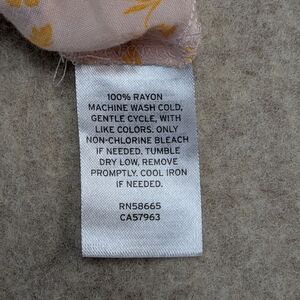 100% RAYON
MACHINE WASH COLD,
GENTLE CYCLE, WITH
LIKE COLORS. ONLY
NON-CHLORINE BLEACH
IF NEEDED. TUMBLE
DRY LOW, REMOVE
PROMPTLY. COOL IRON
IF NEEDED.
RN58665
CA57963